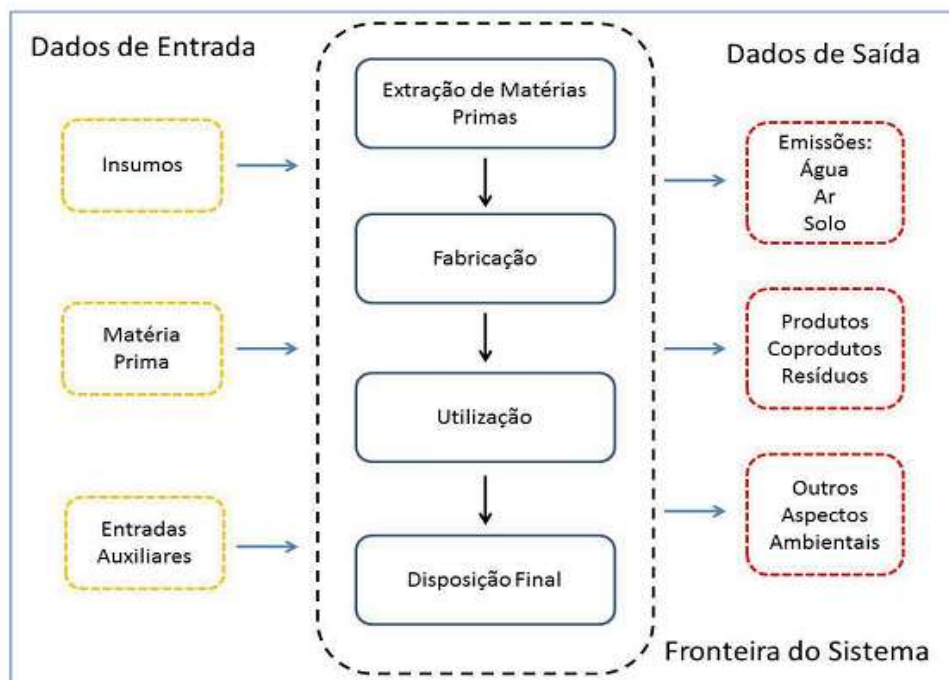 Dados de Entrada
Insumos
Matéria
Prima
Entradas
Auxiliares
Extração de Matérias
Primas
Fabricação
Utilização
Disposição Final
Dados de Saída
Emissões:
Água
Ar
Solo
Produtos
Coprodutos
Resíduos
Outros
Aspectos
Ambientais
Fronteira do Sistema